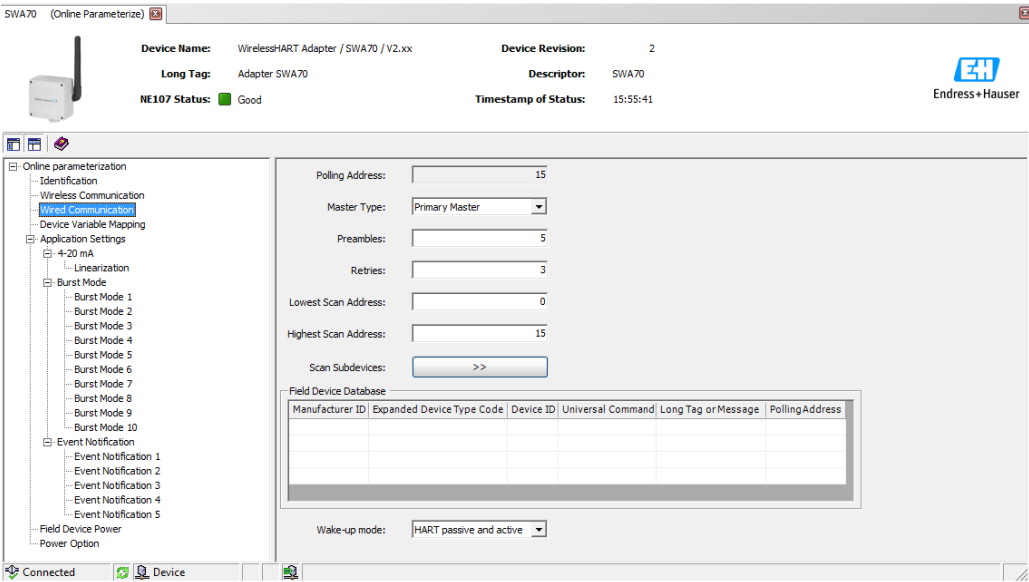 SWA70 (Online Parameterize)
Device Name: WirelessHART Adapter / SWA70 / V2.xx Device Revision: 2
Long Tag: Adapter SWA70 Descriptor: SWA70
NE107 Status: Good Timestamp of Status: 15:55:41
EH
Endress+Hauser
Online parameterization
Identification
Wireless Communication
Wired Communication
Device Variable Mapping
Application Settings
4-20 mA
Linearization
Burst Mode
Burst Mode 1
Burst Mode 2
Burst Mode 3
Burst Mode 4
Burst Mode 5
Burst Mode 6
Burst Mode 7
Burst Mode 8
Burst Mode 9
Burst Mode 10
Event Notification
Event Notification 1
Event Notification 2
Event Notification 3
Event Notification 4
Event Notification 5
Field Device Power
Power Option
Polling Address: 15
Master Type: Primary Master
Preambles: 5
Retries: 3
Lowest Scan Address: 0
Highest Scan Address: 15
Scan Subdevices: >>
Field Device Database
Manufacturer ID Expanded Device Type Code Device ID Universal Command Long Tag or Message PollingAddress
Wake-up mode: HART passive and active
Connected Device